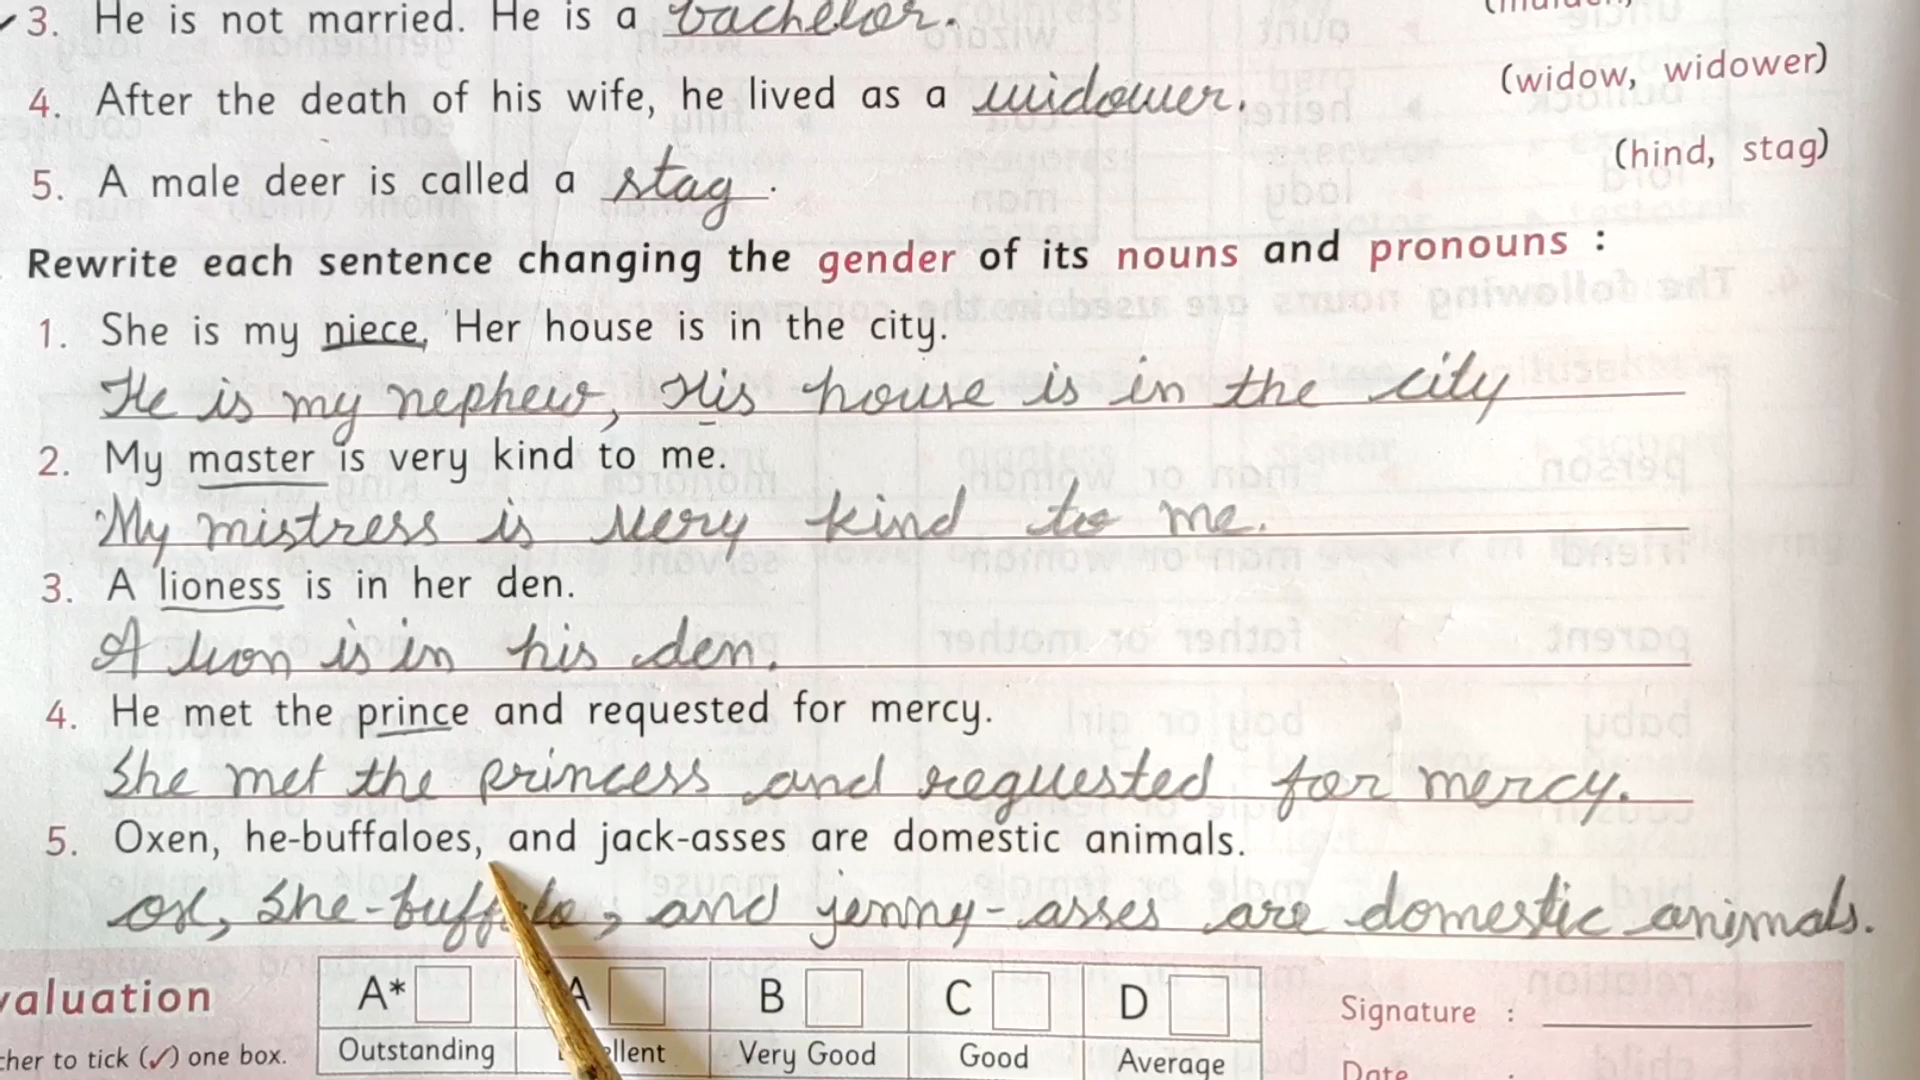 3. He is not married. He is a bachelor.
4. After the death of his wife, he lived as a widower. (widow, widower)
5. A male deer is called a stag. (hind, stag)
Rewrite each sentence changing the gender of its nouns and pronouns :
1. She is my niece. Her house is in the city.
He is my nephew, His house is in the city
2. My master is very kind to me.
My mistress is very kind to me.
3. A lioness is in her den.
A lion is in his den.
4. He met the prince and requested for mercy.
She met the princess and requested for mercy.
5. Oxen, he-buffaloes, and jack-asses are domestic animals.
ox, she-buffalo, and jenny-asses are domestic animals.
valuation A* A B C D Signature :
cher to tick (✓) one box. Outstanding Excellent Very Good Good Average Date :